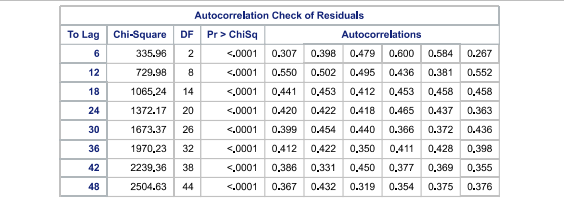 Autocorrelation Check of Residuals
To Lag Chi-Square DF Pr > ChiSq Autocorrelations
6 335.96 2 <.0001 0.307 0.398 0.479 0.600 0.584 0.267
12 729.98 8 <.0001 0.550 0.502 0.495 0.436 0.381 0.552
18 1065.24 14 <.0001 0.441 0.453 0.412 0.453 0.458 0.458
24 1372.17 20 <.0001 0.420 0.422 0.418 0.465 0.437 0.363
30 1673.37 26 <.0001 0.399 0.454 0.440 0.366 0.372 0.436
36 1970.23 32 <.0001 0.412 0.422 0.350 0.411 0.428 0.398
42 2239.36 38 <.0001 0.386 0.331 0.450 0.377 0.369 0.355
48 2504.63 44 <.0001 0.367 0.432 0.319 0.354 0.375 0.376